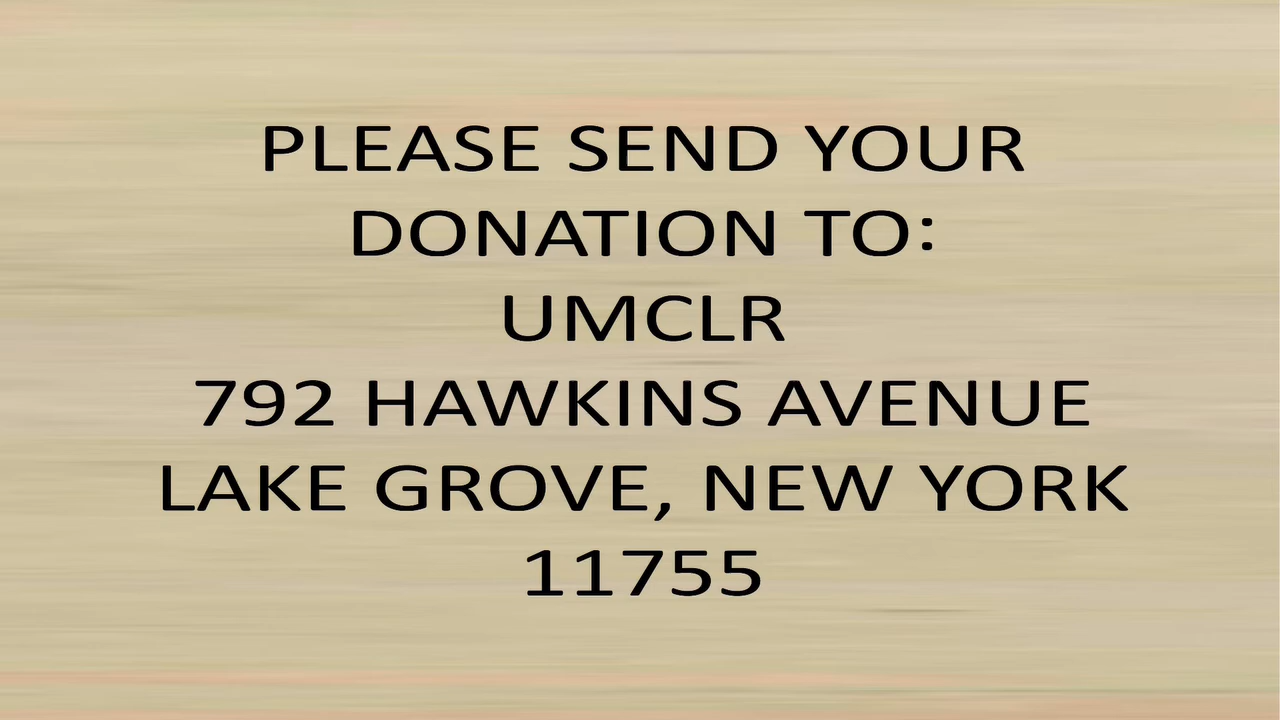 PLEASE SEND YOUR
DONATION TO:
UMCLR
792 HAWKINS AVENUE
LAKE GROVE, NEW YORK
11755